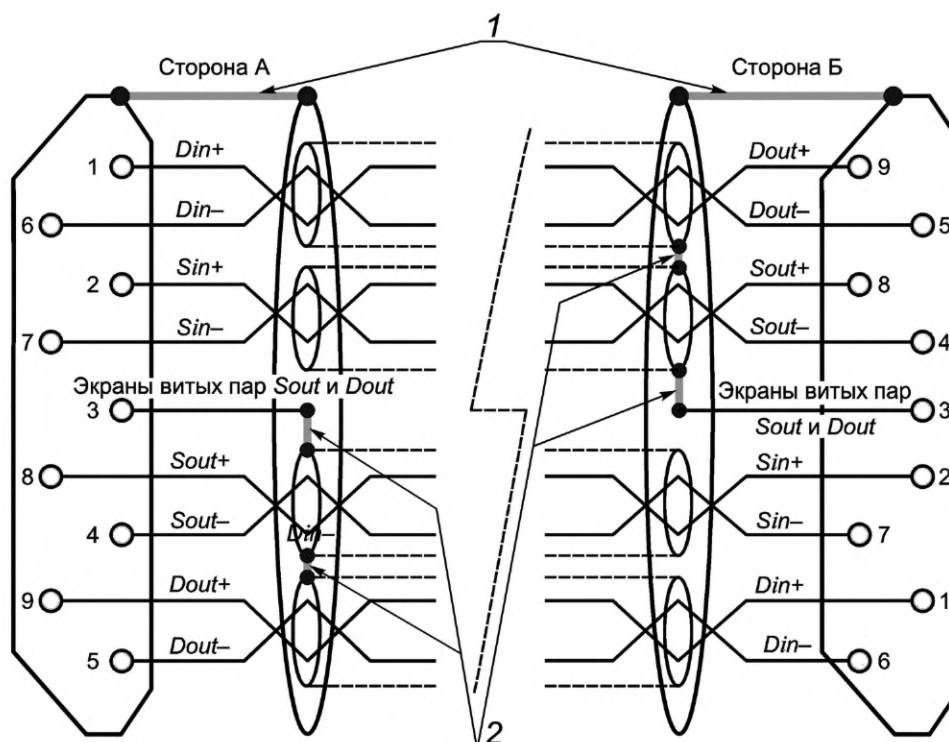 1
Сторона А
Сторона Б
1 Din+
Dout+ 9
6 Din–
Dout– 5
2 Sin+
Sout+ 8
7 Sin–
Sout– 4
Экраны витых пар Sout и Dout
3
Экраны витых пар
3
Sout и Dout
8 Sout+
Sin+ 2
4 Sout–
Din–
Sin– 7
9 Dout+
Din+ 1
5 Dout–
Din– 6
2